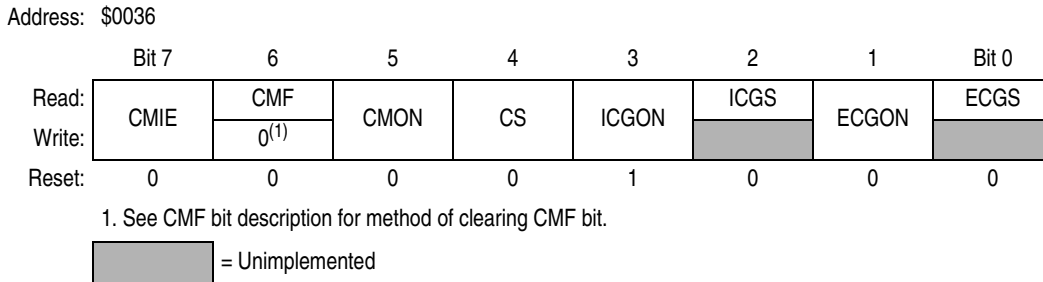 Address: $0036
Bit 7 6 5 4 3 2 1 Bit 0
Read: CMIE CMF CMON CS ICGON ICGS ECGON ECGS
Write: 0(1)
Reset: 0 0 0 0 1 0 0 0
1. See CMF bit description for method of clearing CMF bit.
= Unimplemented